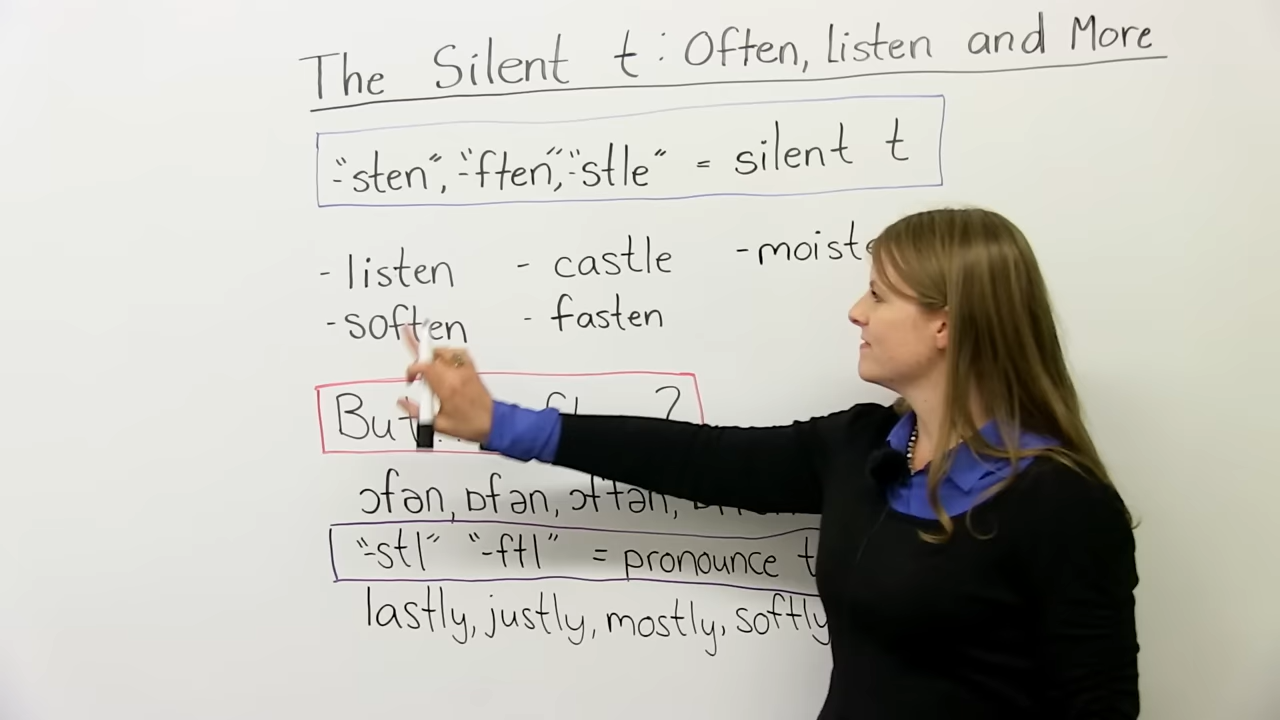 The Silent t: Often, listen and More
"-sten", "-ften", "-stle" = silent t
- listen - castle
- soften - fasten
But ?
ɔfən, ɒfən, ɔftən,
"-stl" "-ftl" = pronounce t
lastly, justly, mostly, softly